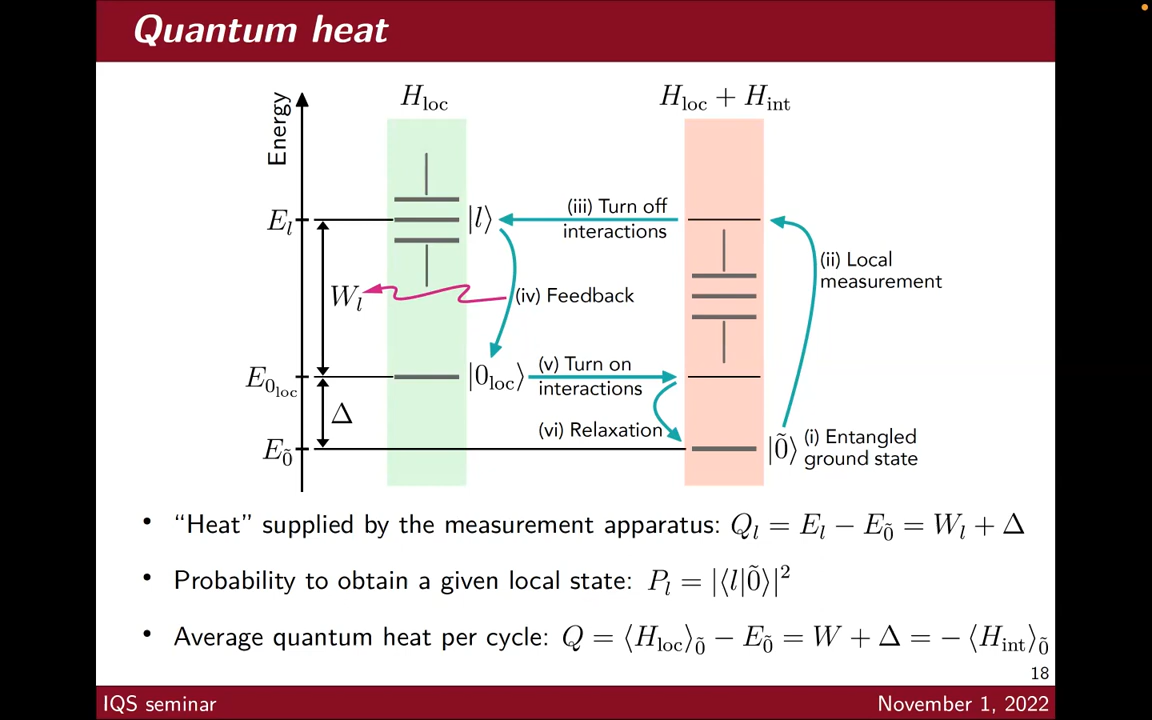 Quantum heat
Energy
H_loc
H_loc + H_int
E_l
|l⟩
(iii) Turn off
interactions
(ii) Local
measurement
W_l
(iv) Feedback
E_{0_loc}
|0_loc⟩
(v) Turn on
interactions
Δ
(vi) Relaxation
E_0̃
|0̃⟩
(i) Entangled
ground state
• “Heat” supplied by the measurement apparatus: Q_l = E_l − E_0̃ = W_l + Δ
• Probability to obtain a given local state: P_l = |⟨l|0̃⟩|²
• Average quantum heat per cycle: Q = ⟨H_loc⟩_0̃ − E_0̃ = W + Δ = − ⟨H_int⟩_0̃
18
IQS seminar
November 1, 2022